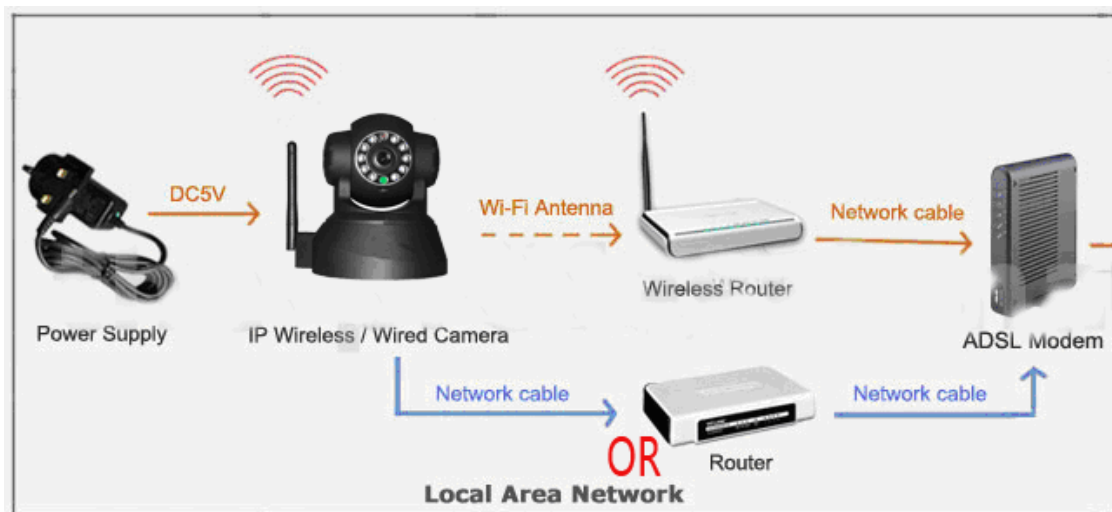 DC5V
Wi-Fi Antenna
Network cable
Wireless Router
Power Supply
IP Wireless / Wired Camera
ADSL Modem
Network cable
Network cable
OR
Router
Local Area Network